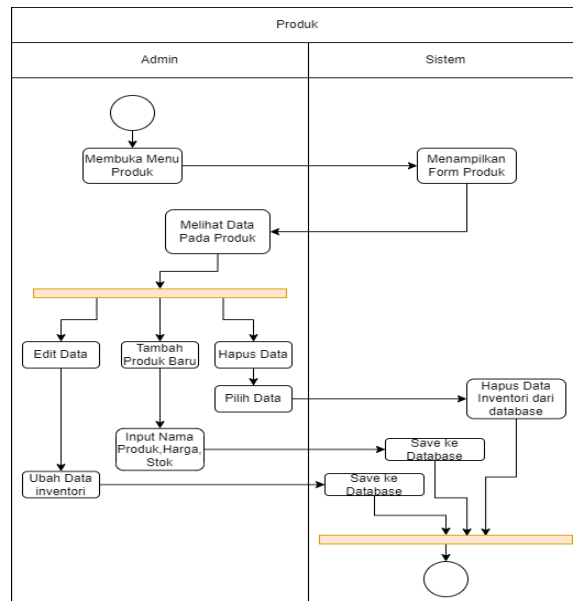 Produk
Admin
Sistem
Membuka Menu
Produk
Menampilkan
Form Produk
Melihat Data
Pada Produk
Edit Data
Tambah
Produk Baru
Hapus Data
Pilih Data
Hapus Data
Inventori dari
database
Input Nama
Produk,Harga,
Stok
Save ke
Database
Ubah Data
inventori
Save ke
Database